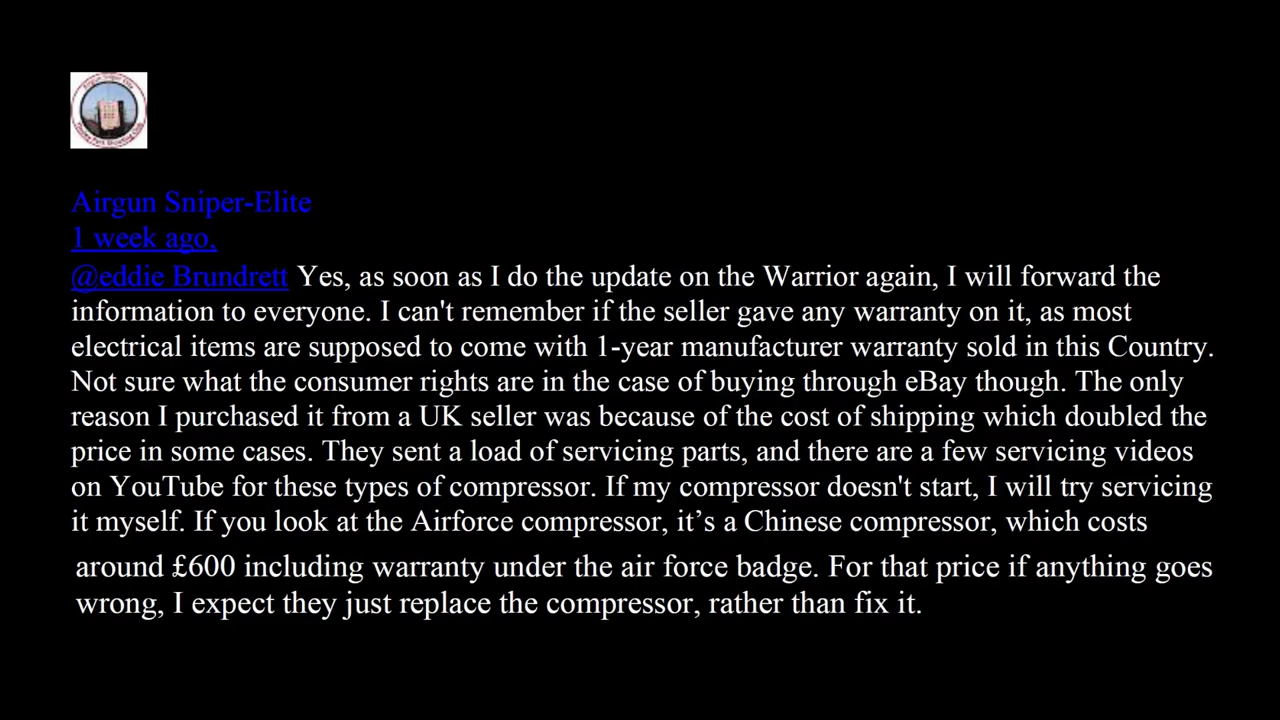 Airgun Sniper-Elite
1 week ago,
@eddie Brundrett Yes, as soon as I do the update on the Warrior again, I will forward the
information to everyone. I can't remember if the seller gave any warranty on it, as most
electrical items are supposed to come with 1-year manufacturer warranty sold in this Country.
Not sure what the consumer rights are in the case of buying through eBay though. The only
reason I purchased it from a UK seller was because of the cost of shipping which doubled the
price in some cases. They sent a load of servicing parts, and there are a few servicing videos
on YouTube for these types of compressor. If my compressor doesn't start, I will try servicing
it myself. If you look at the Airforce compressor, it’s a Chinese compressor, which costs
around £600 including warranty under the air force badge. For that price if anything goes
wrong, I expect they just replace the compressor, rather than fix it.